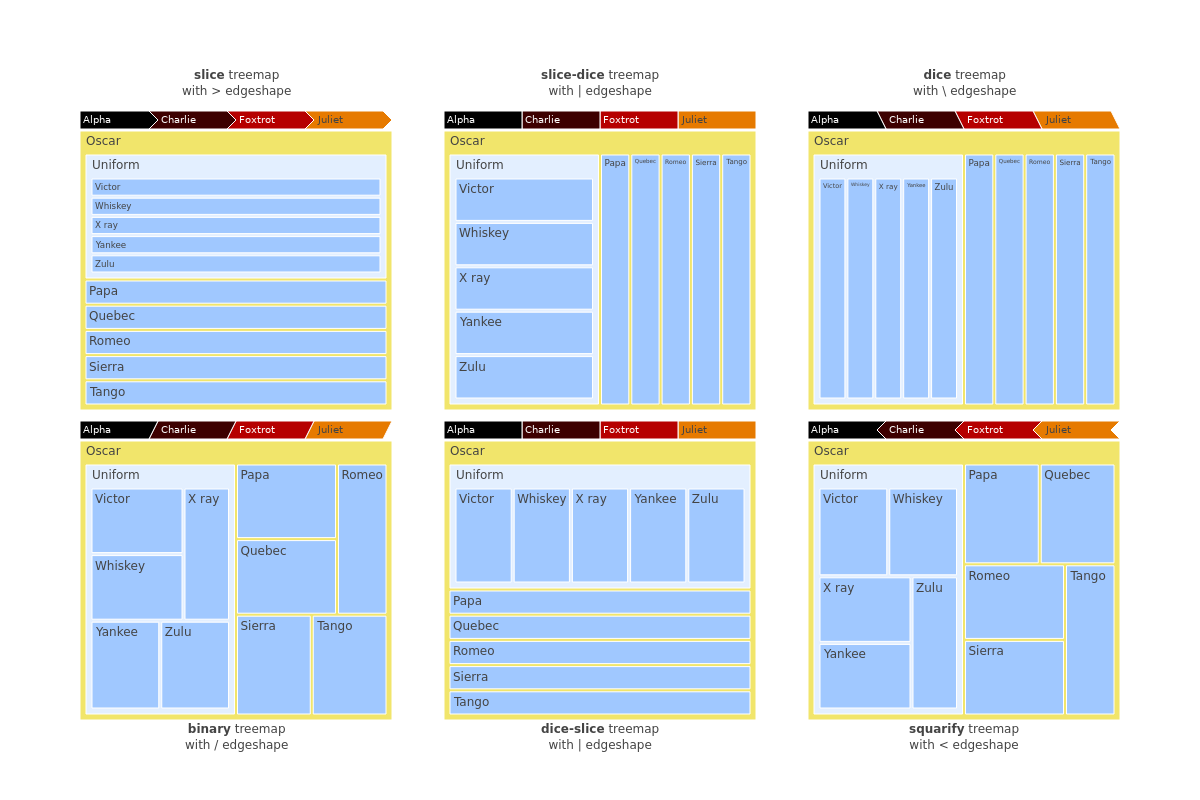 slice treemap
with > edgeshape
Alpha
Charlie
Foxtrot
Juliet
Oscar
Uniform
Victor
Whiskey
X ray
Yankee
Zulu
Papa
Quebec
Romeo
Sierra
Tango
slice-dice treemap
with | edgeshape
Alpha
Charlie
Foxtrot
Juliet
Oscar
Uniform
Victor
Whiskey
X ray
Yankee
Zulu
Papa
Quebec
Romeo
Sierra
Tango
dice treemap
with \ edgeshape
Alpha
Charlie
Foxtrot
Juliet
Oscar
Uniform
Victor
Whiskey
X ray
Yankee
Zulu
Papa
Quebec
Romeo
Sierra
Tango
Alpha
Charlie
Foxtrot
Juliet
Oscar
Uniform
Victor
X ray
Whiskey
Yankee
Zulu
Papa
Romeo
Quebec
Sierra
Tango
binary treemap
with / edgeshape
Alpha
Charlie
Foxtrot
Juliet
Oscar
Uniform
Victor
Whiskey
X ray
Yankee
Zulu
Papa
Quebec
Romeo
Sierra
Tango
dice-slice treemap
with | edgeshape
Alpha
Charlie
Foxtrot
Juliet
Oscar
Uniform
Victor
Whiskey
X ray
Zulu
Yankee
Papa
Quebec
Romeo
Tango
Sierra
squarify treemap
with < edgeshape